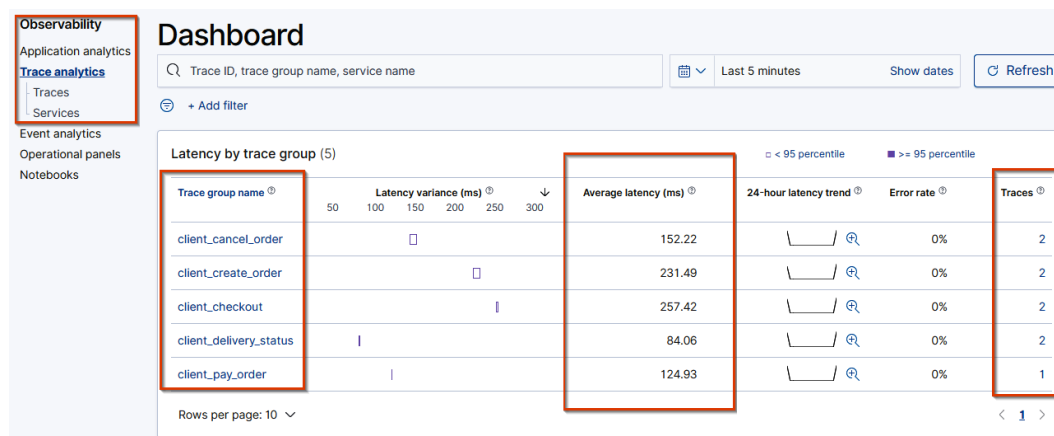 Observability
Application analytics
Trace analytics
Traces
Services
Event analytics
Operational panels
Notebooks
Dashboard
Trace ID, trace group name, service name
Last 5 minutes Show dates Refresh
+ Add filter
Latency by trace group (5) < 95 percentile >= 95 percentile
Trace group name Latency variance (ms) Average latency (ms) 24-hour latency trend Error rate Traces
50 100 150 200 250 300
client_cancel_order 152.22 0% 2
client_create_order 231.49 0% 2
client_checkout 257.42 0% 2
client_delivery_status 84.06 0% 2
client_pay_order 124.93 0% 1
Rows per page: 10 < 1 >